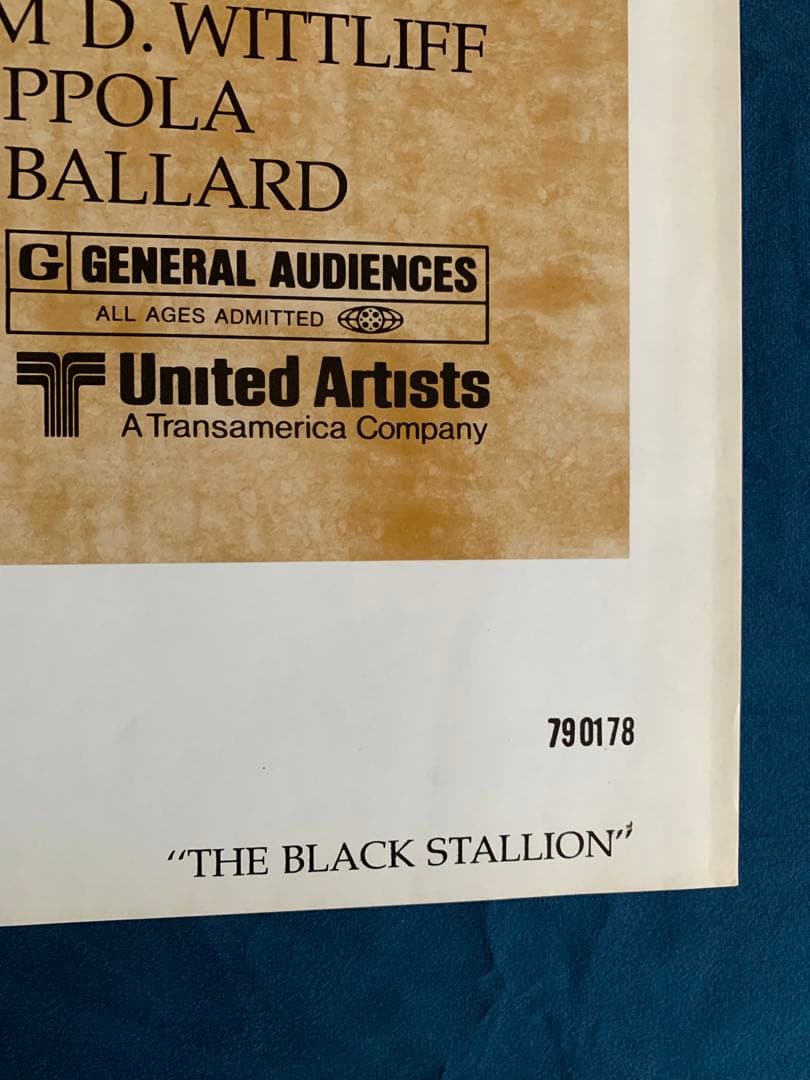 M D. WITTLIFF
PPOLA
BALLARD
G GENERAL AUDIENCES
ALL AGES ADMITTED
United Artists
A Transamerica Company
790178
"THE BLACK STALLION"